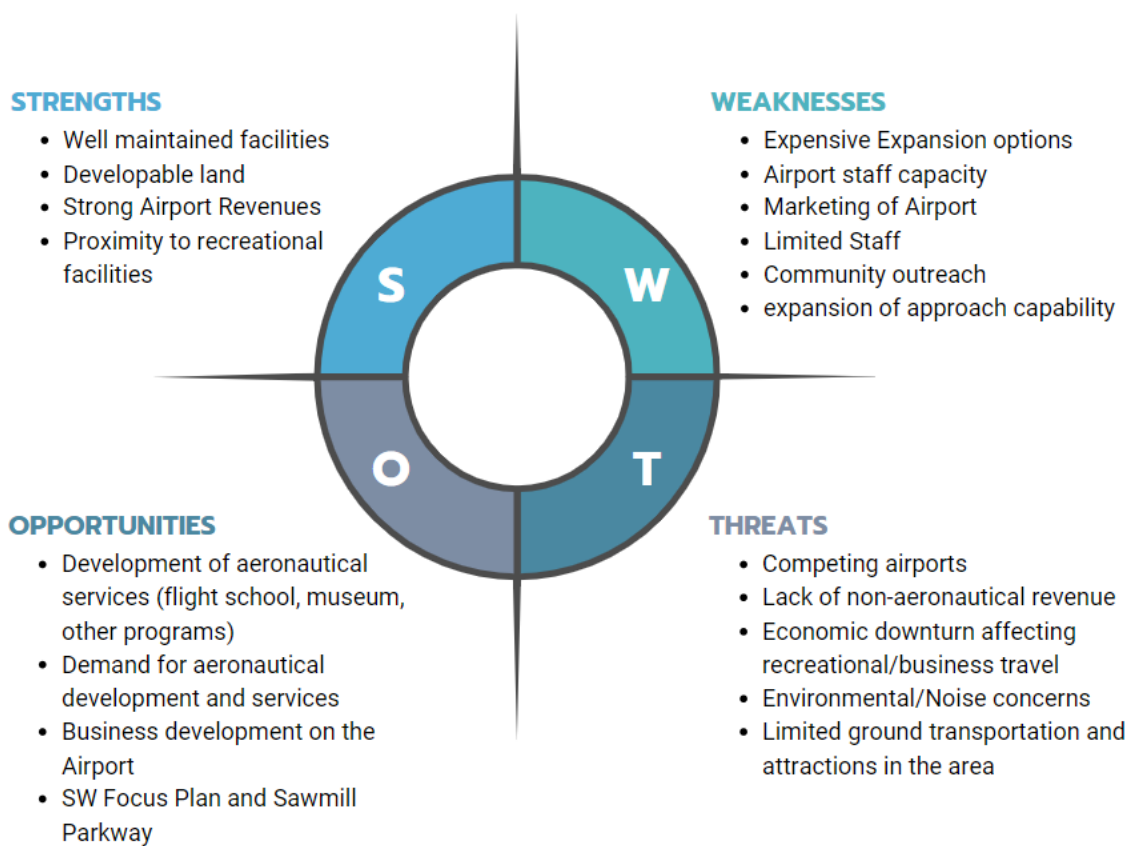 STRENGTHS
• Well maintained facilities
• Developable land
• Strong Airport Revenues
• Proximity to recreational
facilities
WEAKNESSES
• Expensive Expansion options
• Airport staff capacity
• Marketing of Airport
• Limited Staff
• Community outreach
• expansion of approach capability
S
W
O
T
OPPORTUNITIES
• Development of aeronautical
services (flight school, museum,
other programs)
• Demand for aeronautical
development and services
• Business development on the
Airport
• SW Focus Plan and Sawmill
Parkway
THREATS
• Competing airports
• Lack of non-aeronautical revenue
• Economic downturn affecting
recreational/business travel
• Environmental/Noise concerns
• Limited ground transportation and
attractions in the area